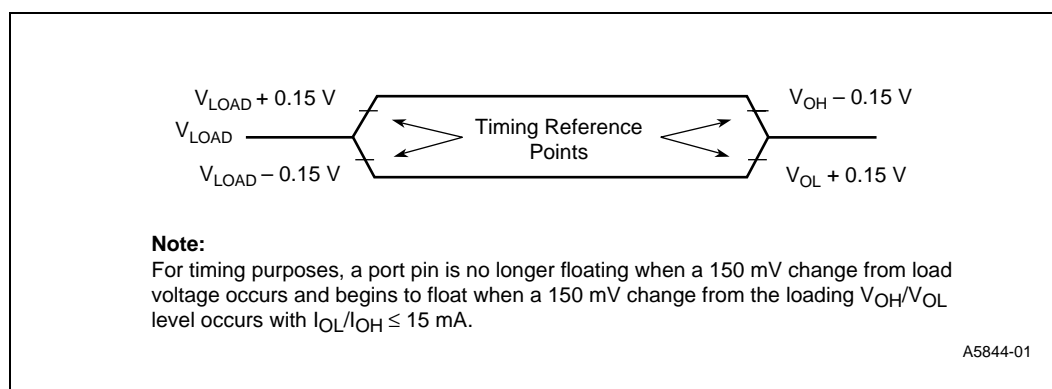 V_LOAD + 0.15 V
V_OH – 0.15 V
V_LOAD
Timing Reference
Points
V_LOAD – 0.15 V
V_OL + 0.15 V
Note:
For timing purposes, a port pin is no longer floating when a 150 mV change from load
voltage occurs and begins to float when a 150 mV change from the loading V_OH/V_OL
level occurs with I_OL/I_OH ≤ 15 mA.
A5844-01